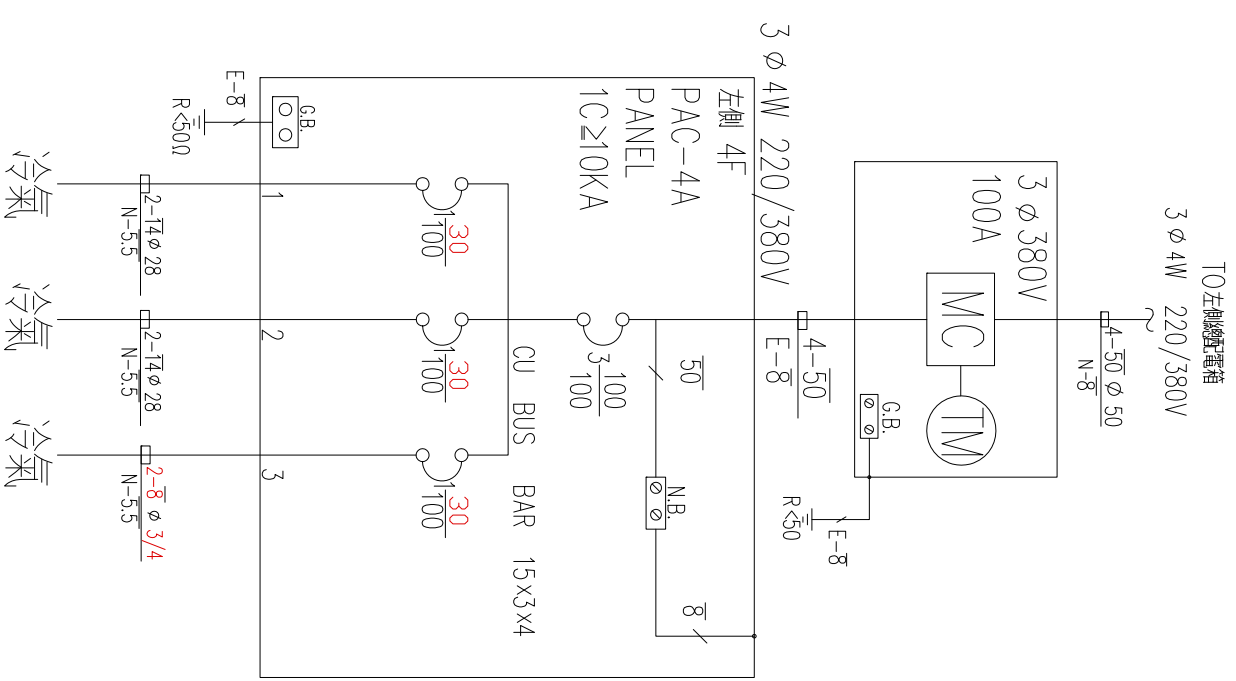 TO左側總配電箱
3 ϕ 4W 220/380V
4-50 ϕ 50
N-8
3 ϕ 380V
100A
MC
TM
G.B.
E-8
R<50
3 ϕ 4W 220/380V
4-50
E-8
左側 4F
PAC-4A
PANEL
1C≥10KA
50
N.B.
8
3 100
100
CU BUS BAR 15x3x4
1 30
100
1 30
100
1 30
100
G.B.
E-8
R<50Ω
1
2
3
2-14ϕ 28
N-5.5
2-14ϕ 28
N-5.5
2-8 ϕ 3/4
N-5.5
冷氣
冷氣
冷氣